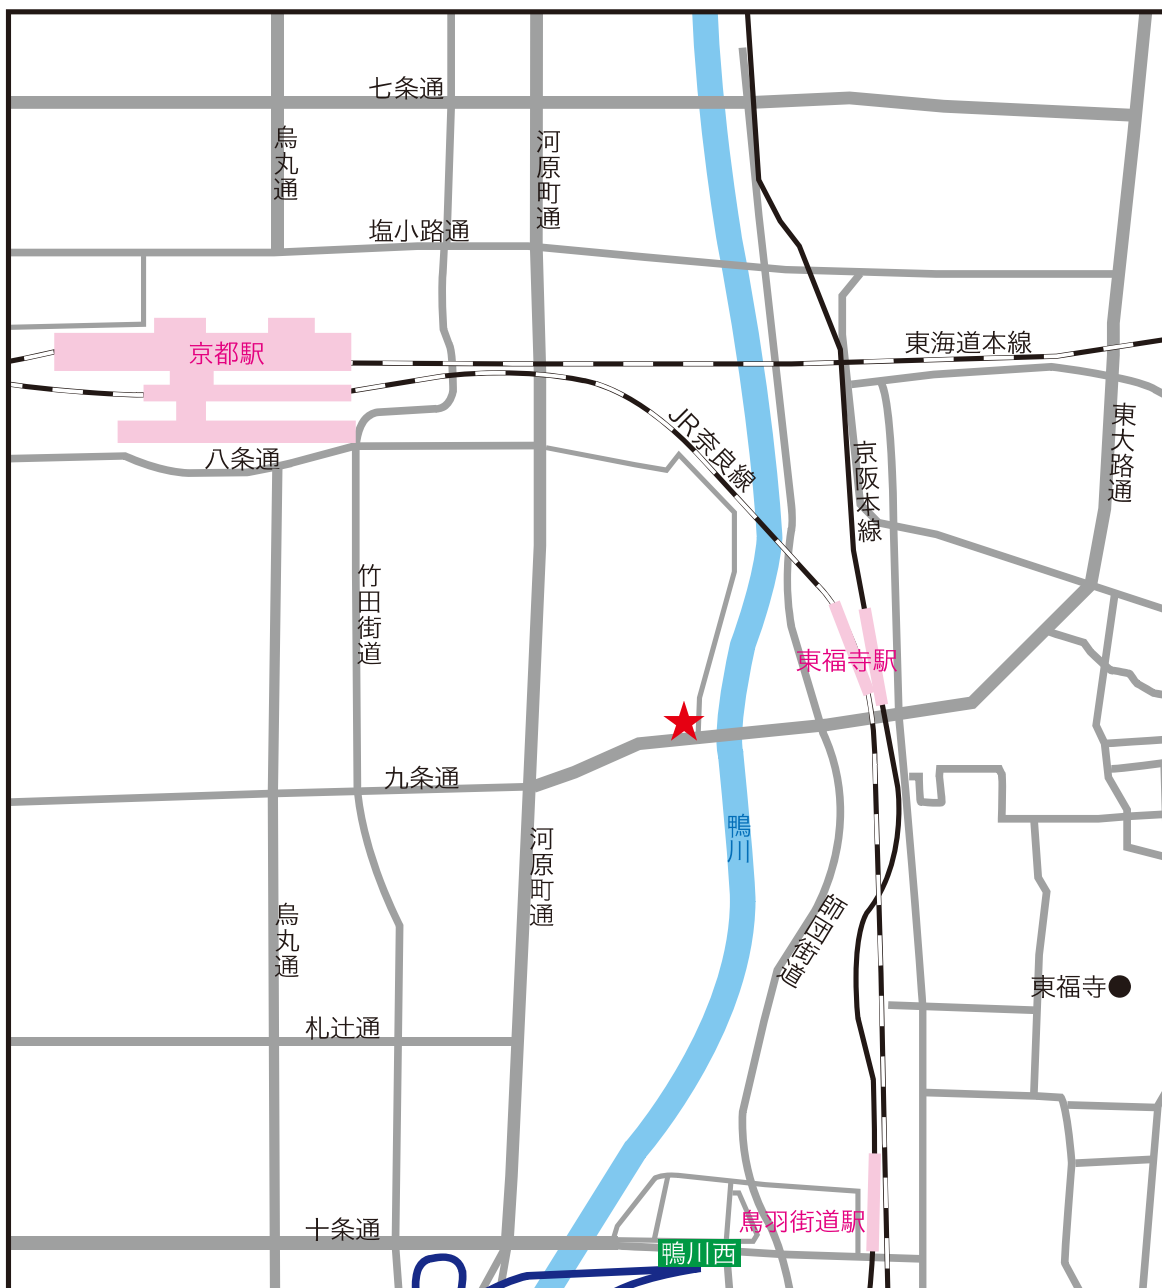 七条通
烏丸通
河原町通
塩小路通
東海道本線
京都駅
JR奈良線
東大路通
京阪本線
八条通
竹田街道
東福寺駅
九条通
鴨川
河原町通
師団街道
烏丸通
東福寺
札辻通
鳥羽街道駅
十条通
鴨川西